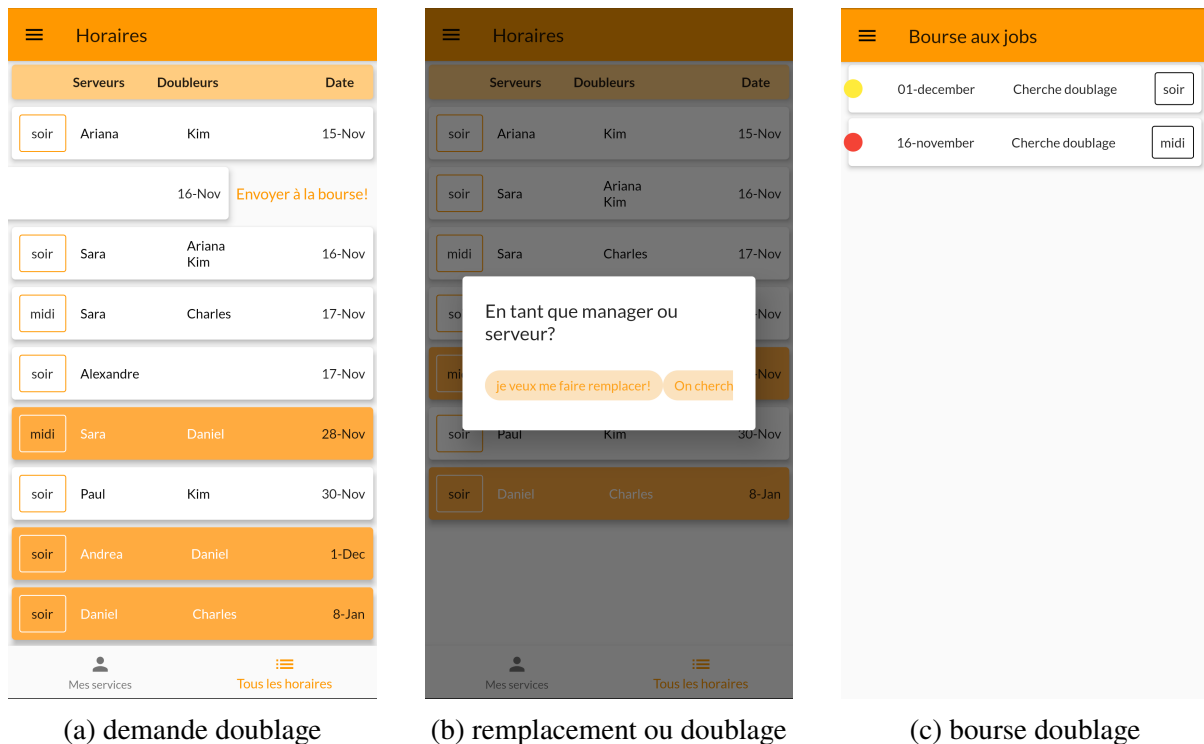 Horaires
Serveurs Doubleurs Date
soir Ariana Kim 15-Nov
16-Nov Envoyer à la bourse!
soir Sara Ariana Kim 16-Nov
midi Sara Charles 17-Nov
soir Alexandre 17-Nov
midi Sara Daniel 28-Nov
soir Paul Kim 30-Nov
soir Andrea Daniel 1-Dec
soir Daniel Charles 8-Jan
Mes services Tous les horaires
(a) demande doublage
Horaires
Serveurs Doubleurs Date
soir Ariana Kim 15-Nov
soir Sara Ariana Kim 16-Nov
midi Sara Charles 17-Nov
En tant que manager ou
serveur?
je veux me faire remplacer! On cherch
so
Nov
mi
Nov
soir Paul Kim 30-Nov
soir Daniel Charles 8-Jan
Mes services Tous les horaires
(b) remplacement ou doublage
Bourse aux jobs
01-december Cherche doublage soir
16-november Cherche doublage midi
(c) bourse doublage